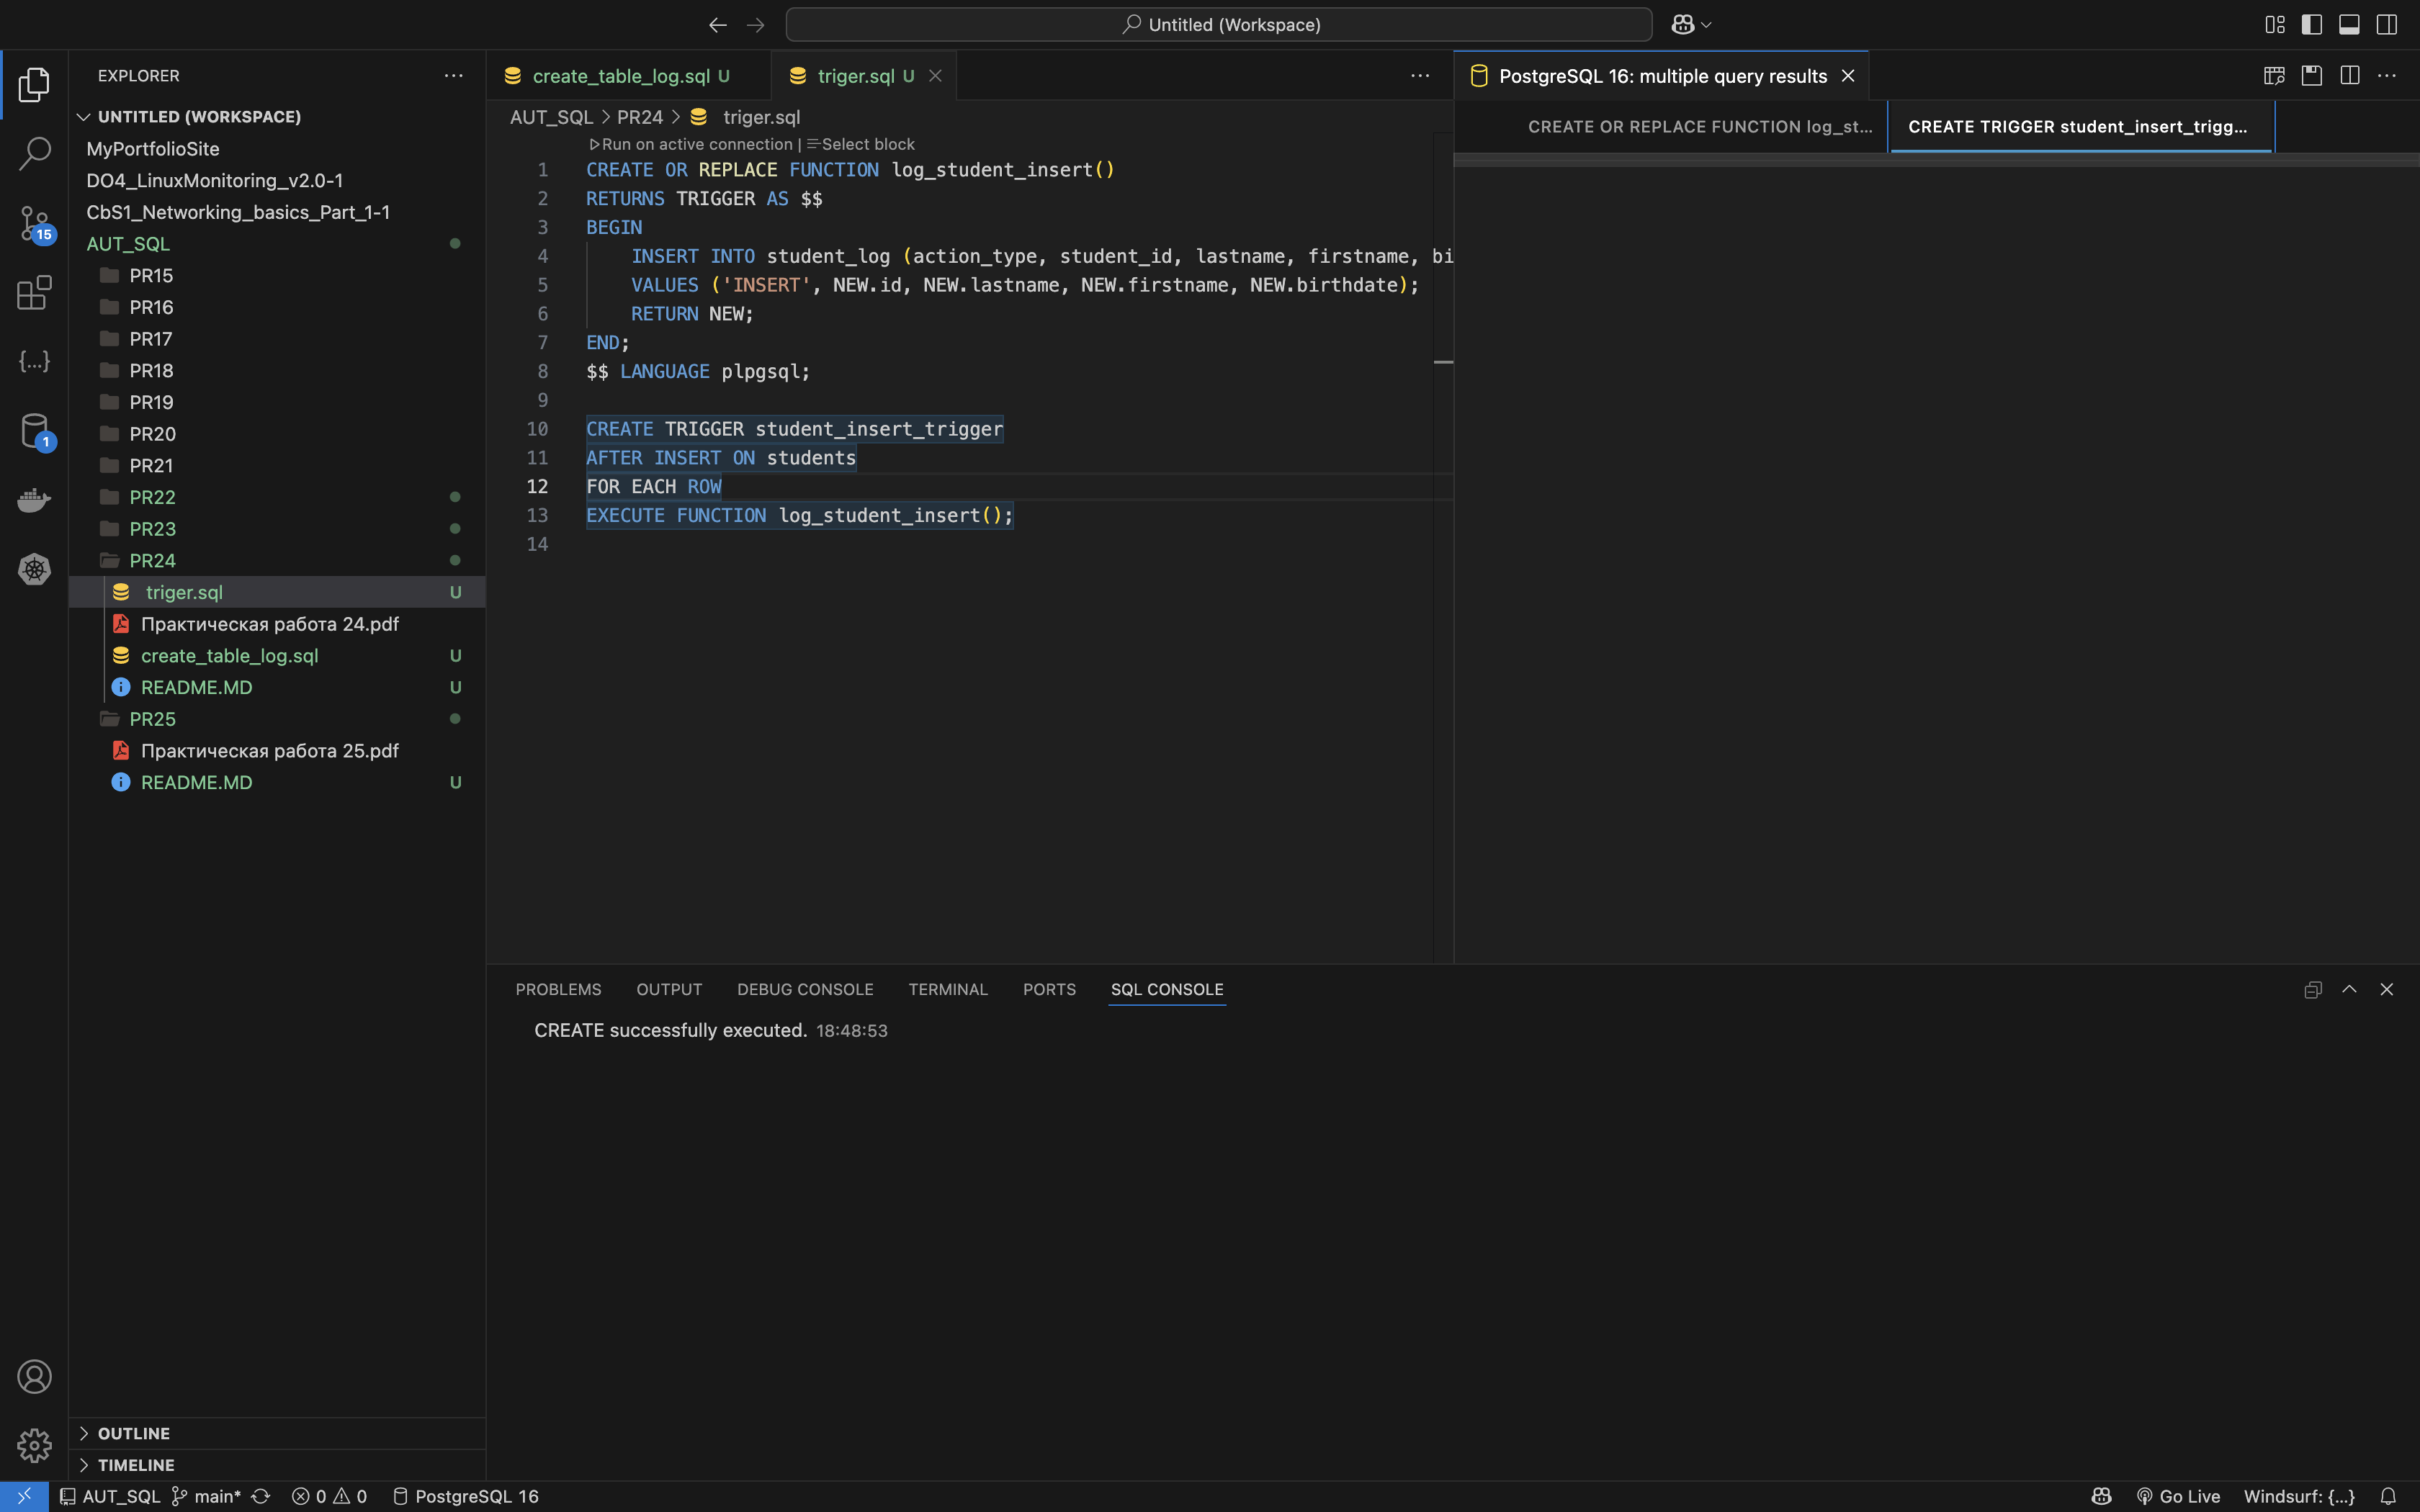 Untitled (Workspace)
EXPLORER
UNTITLED (WORKSPACE)
MyPortfolioSite
DO4_LinuxMonitoring_v2.0-1
CbS1_Networking_basics_Part_1-1
AUT_SQL
PR15
PR16
PR17
PR18
PR19
PR20
PR21
PR22
PR23
PR24
triger.sql U
Практическая работа 24.pdf
create_table_log.sql U
README.MD U
PR25
Практическая работа 25.pdf
README.MD U
OUTLINE
TIMELINE
15
1
create_table_log.sql U
triger.sql U
AUT_SQL > PR24 > triger.sql
Run on active connection | Select block
1 CREATE OR REPLACE FUNCTION log_student_insert()
2 RETURNS TRIGGER AS $$
3 BEGIN
4 INSERT INTO student_log (action_type, student_id, lastname, firstname, bi
5 VALUES ('INSERT', NEW.id, NEW.lastname, NEW.firstname, NEW.birthdate);
6 RETURN NEW;
7 END;
8 $$ LANGUAGE plpgsql;
9
10 CREATE TRIGGER student_insert_trigger
11 AFTER INSERT ON students
12 FOR EACH ROW
13 EXECUTE FUNCTION log_student_insert();
14
PostgreSQL 16: multiple query results
CREATE OR REPLACE FUNCTION log_st...
CREATE TRIGGER student_insert_trigg...
PROBLEMS OUTPUT DEBUG CONSOLE TERMINAL PORTS SQL CONSOLE
CREATE successfully executed. 18:48:53
AUT_SQL main* 0 0 PostgreSQL 16 Go Live Windsurf: {...}